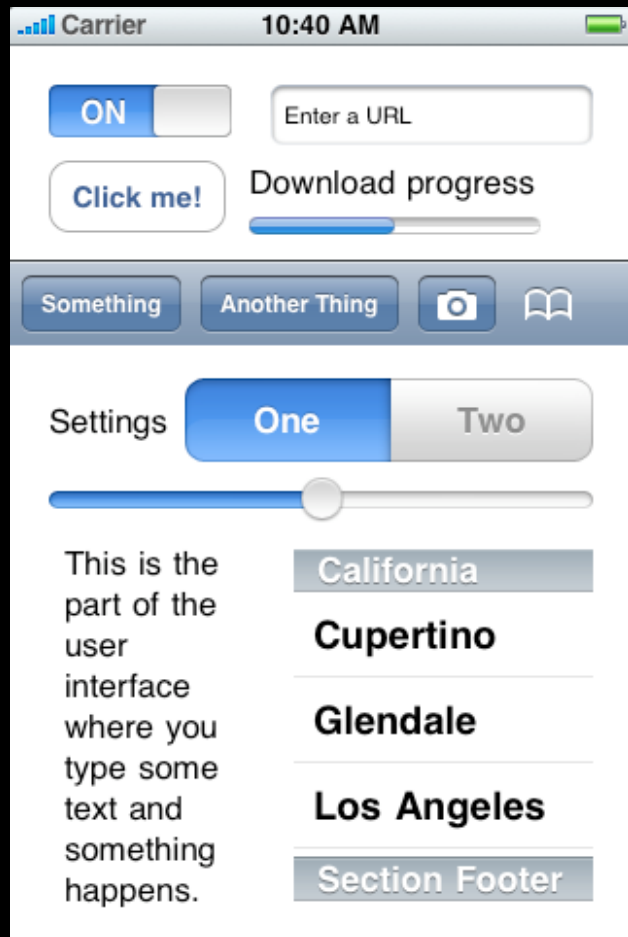 Carrier 10:40 AM
ON
Enter a URL
Click me!
Download progress
Something Another Thing
Settings One Two
This is the
part of the
user
interface
where you
type some
text and
something
happens.
California
Cupertino
Glendale
Los Angeles
Section Footer